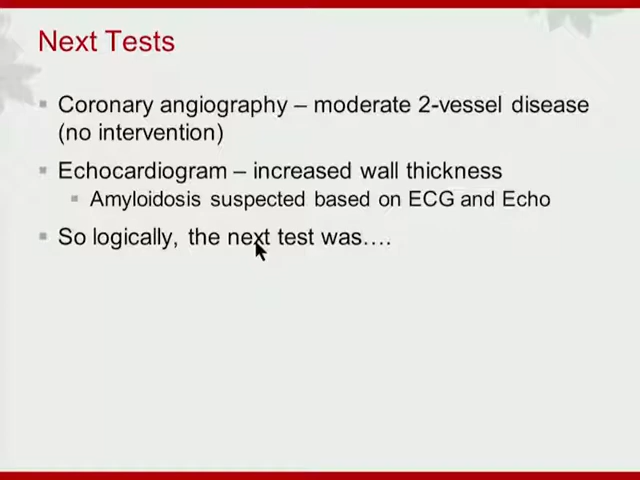 Next Tests
Coronary angiography – moderate 2-vessel disease
(no intervention)
Echocardiogram – increased wall thickness
Amyloidosis suspected based on ECG and Echo
So logically, the next test was….